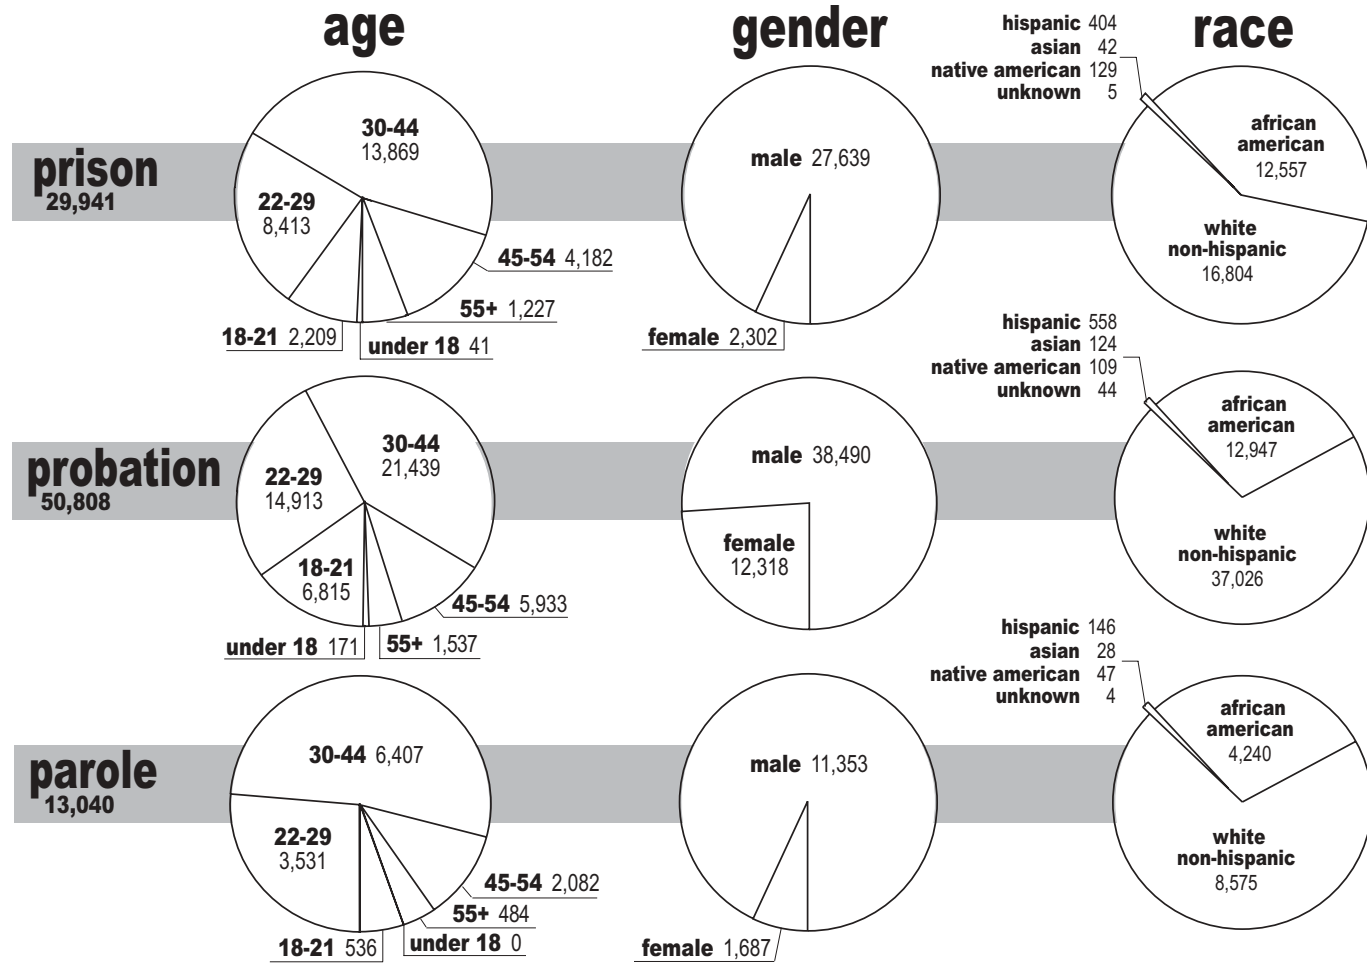 age
gender
race
prison
29,941
30-44
13,869
22-29
8,413
45-54 4,182
55+ 1,227
18-21 2,209
under 18 41
male 27,639
female 2,302
hispanic 404
asian 42
native american 129
unknown 5
african
american
12,557
white
non-hispanic
16,804
probation
50,808
30-44
21,439
22-29
14,913
18-21
6,815
45-54 5,933
under 18 171
55+ 1,537
male 38,490
female
12,318
hispanic 558
asian 124
native american 109
unknown 44
african
american
12,947
white
non-hispanic
37,026
parole
13,040
30-44 6,407
22-29
3,531
45-54 2,082
55+ 484
18-21 536
under 18 0
male 11,353
female 1,687
hispanic 146
asian 28
native american 47
unknown 4
african
american
4,240
white
non-hispanic
8,575